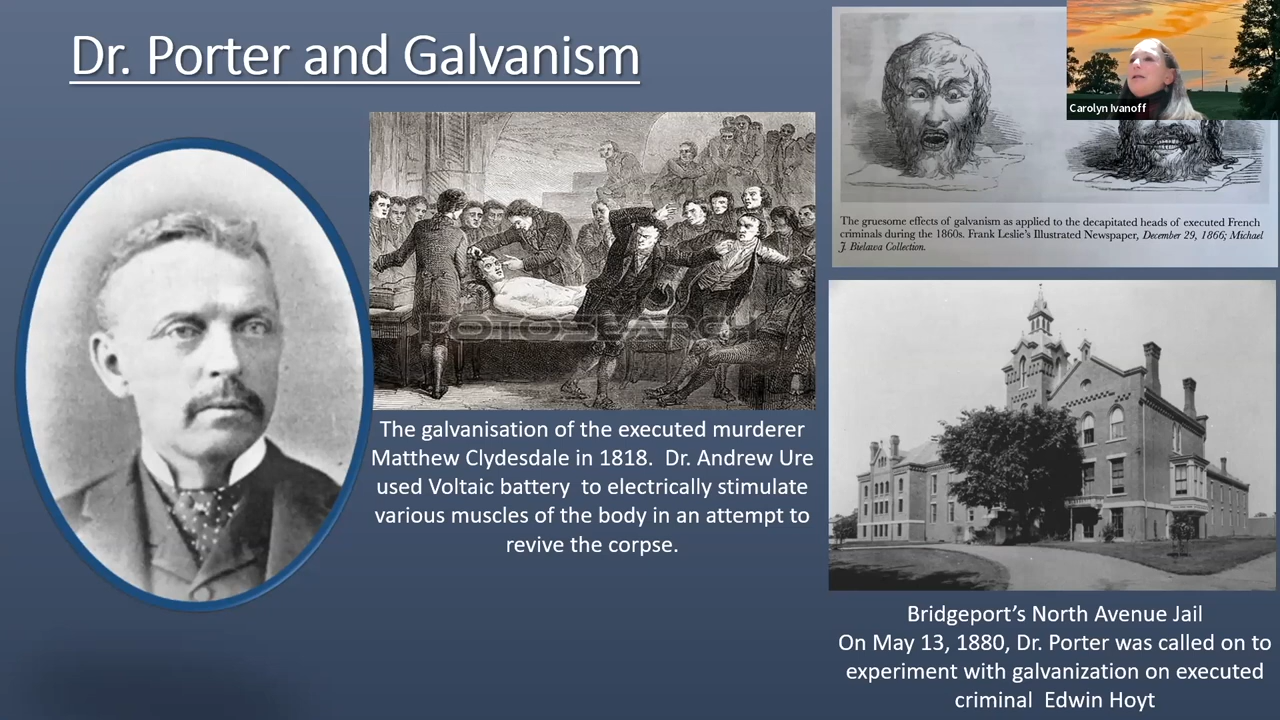 Dr. Porter and Galvanism
Carolyn Ivanoff
The gruesome effects of galvanism as applied to the decapitated heads of executed French
criminals during the 1860s. Frank Leslie's Illustrated Newspaper, December 29, 1866; Michael
J. Bielawa Collection.
FOTOSEARCH
The galvanisation of the executed murderer
Matthew Clydesdale in 1818. Dr. Andrew Ure
used Voltaic battery to electrically stimulate
various muscles of the body in an attempt to
revive the corpse.
Bridgeport's North Avenue Jail
On May 13, 1880, Dr. Porter was called on to
experiment with galvanization on executed
criminal Edwin Hoyt